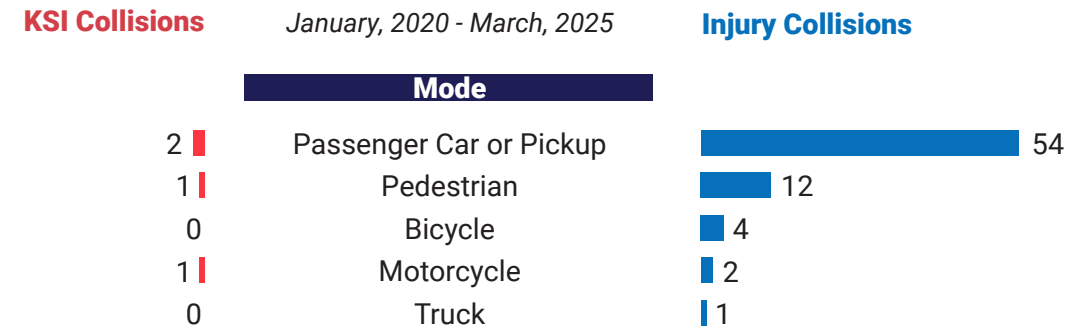 KSI Collisions January, 2020 - March, 2025 Injury Collisions
Mode
2 Passenger Car or Pickup 54
1 Pedestrian 12
0 Bicycle 4
1 Motorcycle 2
0 Truck 1